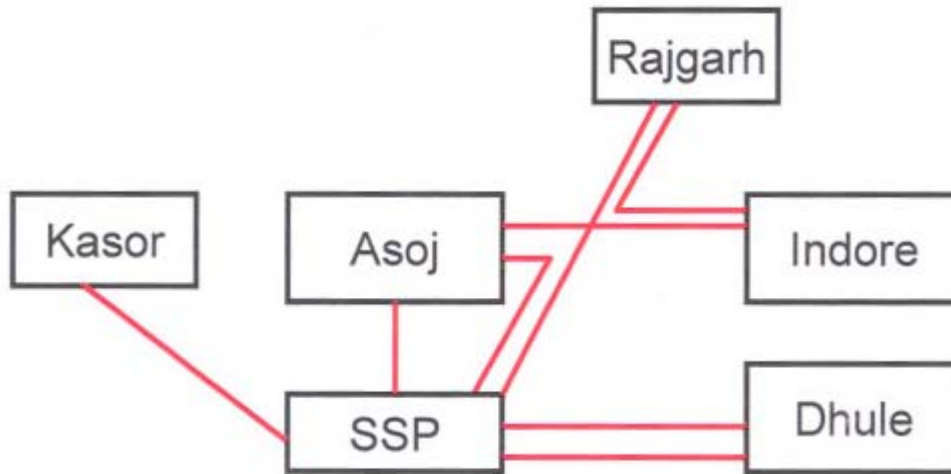 Rajgarh
Kasor
Asoj
Indore
SSP
Dhule